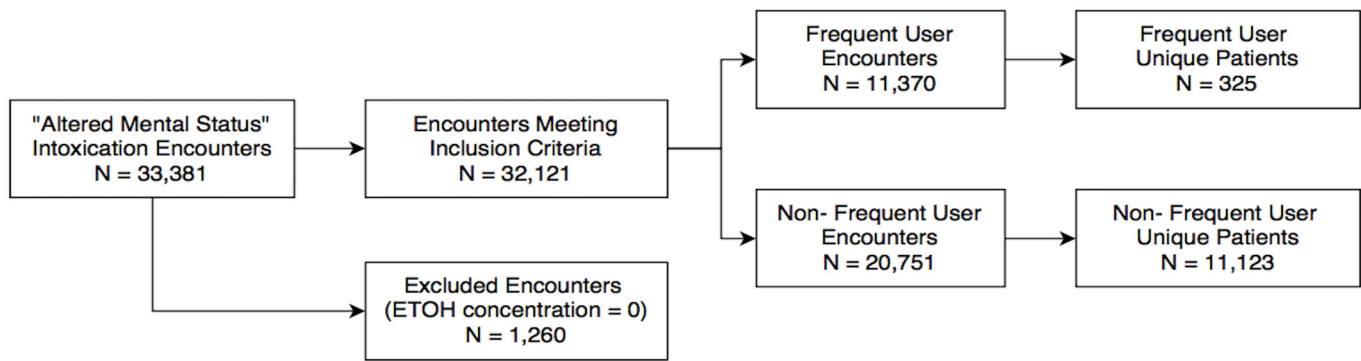 "Altered Mental Status"
Intoxication Encounters
N = 33,381
Encounters Meeting
Inclusion Criteria
N = 32,121
Excluded Encounters
(ETOH concentration = 0)
N = 1,260
Frequent User
Encounters
N = 11,370
Frequent User
Unique Patients
N = 325
Non- Frequent User
Encounters
N = 20,751
Non- Frequent User
Unique Patients
N = 11,123